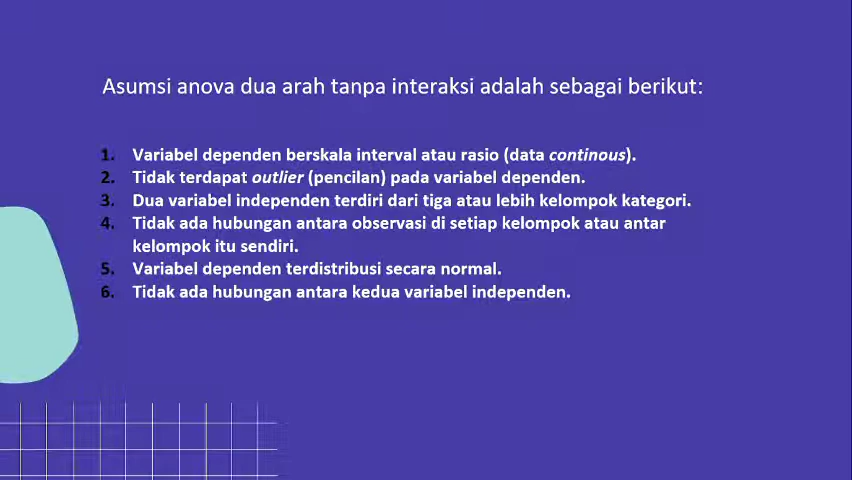 Asumsi anova dua arah tanpa interaksi adalah sebagai berikut:
1. Variabel dependen berskala interval atau rasio (data continous).
2. Tidak terdapat outlier (pencilan) pada variabel dependen.
3. Dua variabel independen terdiri dari tiga atau lebih kelompok kategori.
4. Tidak ada hubungan antara observasi di setiap kelompok atau antar
kelompok itu sendiri.
5. Variabel dependen terdistribusi secara normal.
6. Tidak ada hubungan antara kedua variabel independen.